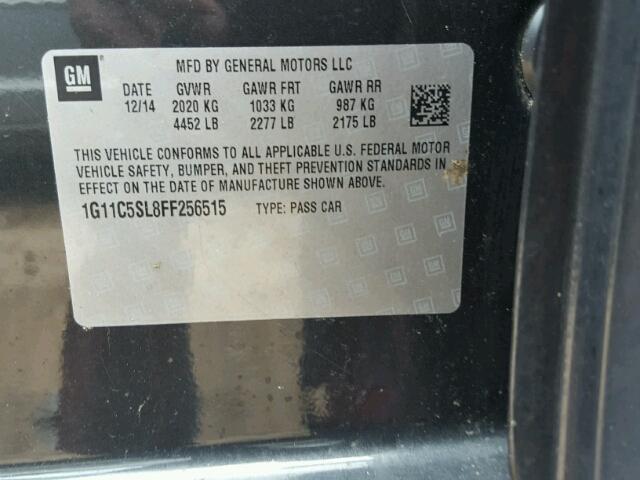 GM
MFD BY GENERAL MOTORS LLC
DATE GVWR GAWR FRT GAWR RR
12/14 2020 KG 1033 KG 987 KG
4452 LB 2277 LB 2175 LB
THIS VEHICLE CONFORMS TO ALL APPLICABLE U.S. FEDERAL MOTOR
VEHICLE SAFETY, BUMPER, AND THEFT PREVENTION STANDARDS IN
EFFECT ON THE DATE OF MANUFACTURE SHOWN ABOVE.
1G11C5SL8FF256515 TYPE: PASS CAR